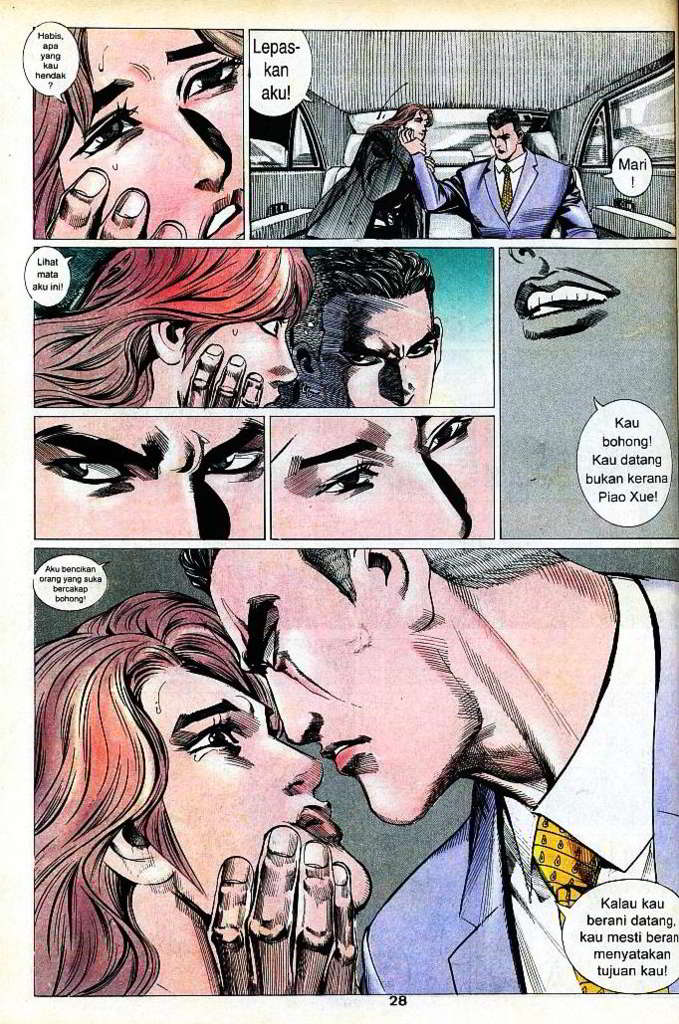 Habis,
apa
yang
kau
hendak
?
Lepas-
kan
aku!
Mari
!
Lihat
mata
aku ini!
Kau
bohong!
Kau datang
bukan kerana
Piao Xue!
Aku bencikan
orang yang suka
bercakap
bohong!
Kalau kau
berani datang,
kau mesti beran
menyatakan
tujuan kau!
28